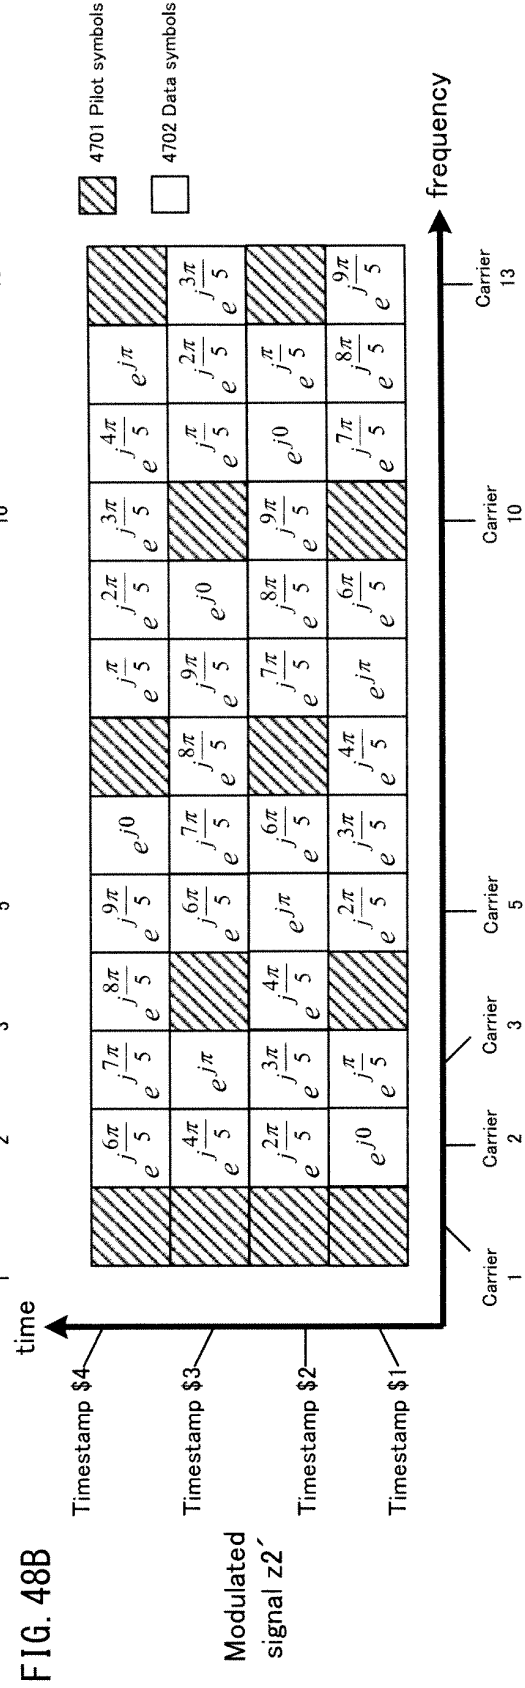 FIG. 48B
4701 Pilot symbols
4702 Data symbols
Modulated
signal z2´
time
Timestamp $4
e^{j6π/5} e^{j7π/5} e^{j8π/5} e^{j9π/5} e^{j0} e^{jπ/5} e^{j2π/5} e^{j3π/5} e^{j4π/5} e^{jπ}
Timestamp $3
e^{j4π/5} e^{jπ} e^{j6π/5} e^{j7π/5} e^{j8π/5} e^{j9π/5} e^{j0} e^{jπ/5} e^{j2π/5} e^{j3π/5}
Timestamp $2
e^{j2π/5} e^{j3π/5} e^{j4π/5} e^{jπ} e^{j6π/5} e^{j7π/5} e^{j8π/5} e^{j9π/5} e^{j0} e^{jπ/5}
Timestamp $1
e^{j0} e^{jπ/5} e^{j2π/5} e^{j3π/5} e^{j4π/5} e^{jπ} e^{j6π/5} e^{j7π/5} e^{j8π/5} e^{j9π/5}
frequency
Carrier 1
Carrier 2
Carrier 3
Carrier 5
Carrier 10
Carrier 13